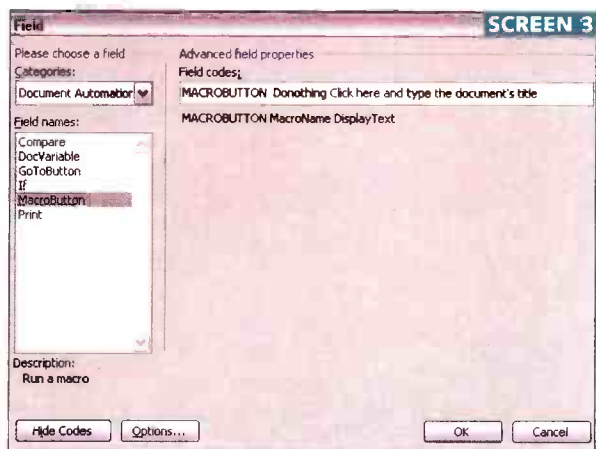 Field
SCREEN 3
Please choose a field
Categories:
Document Automation
Field names:
Compare
DocVariable
GoToButton
If
MacroButton
Print
Description:
Run a macro
Advanced field properties
Field codes:
MACROBUTTON Donothing Click here and type the document's title
MACROBUTTON MacroName DisplayText
Hide Codes
Options...
OK
Cancel